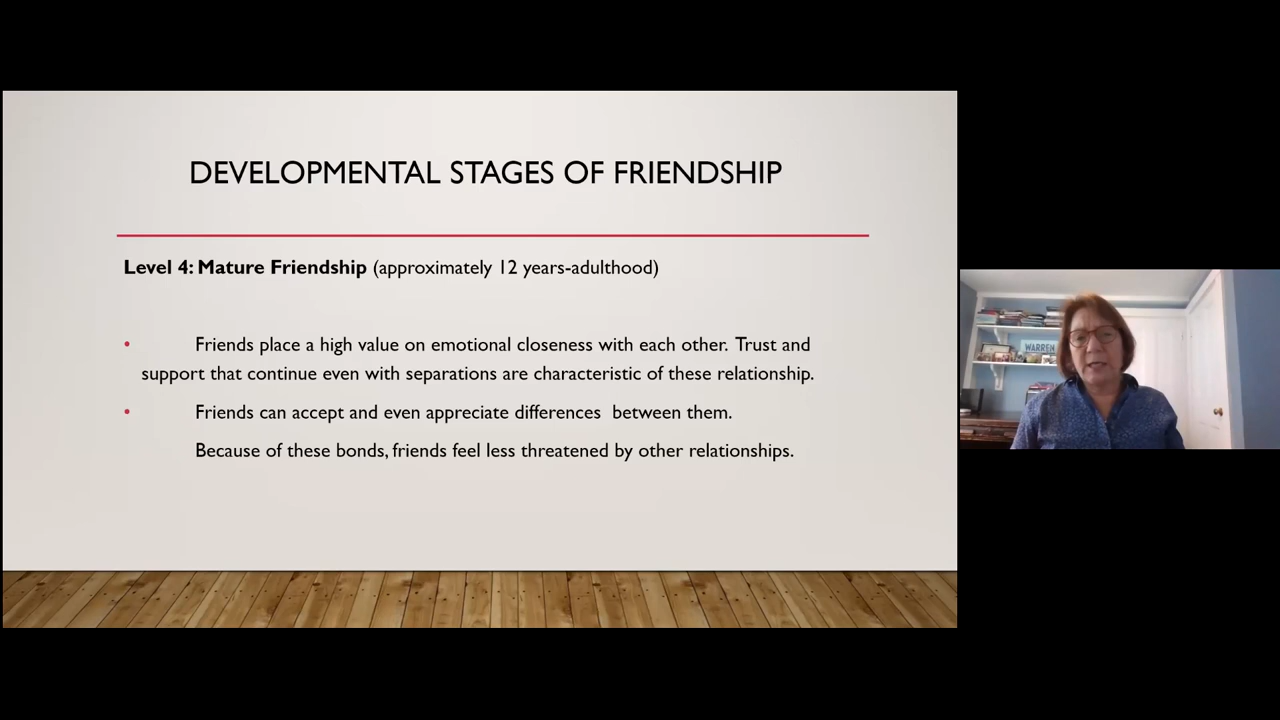 DEVELOPMENTAL STAGES OF FRIENDSHIP
Level 4: Mature Friendship (approximately 12 years-adulthood)
• Friends place a high value on emotional closeness with each other. Trust and
support that continue even with separations are characteristic of these relationship.
• Friends can accept and even appreciate differences between them.
Because of these bonds, friends feel less threatened by other relationships.
WARREN